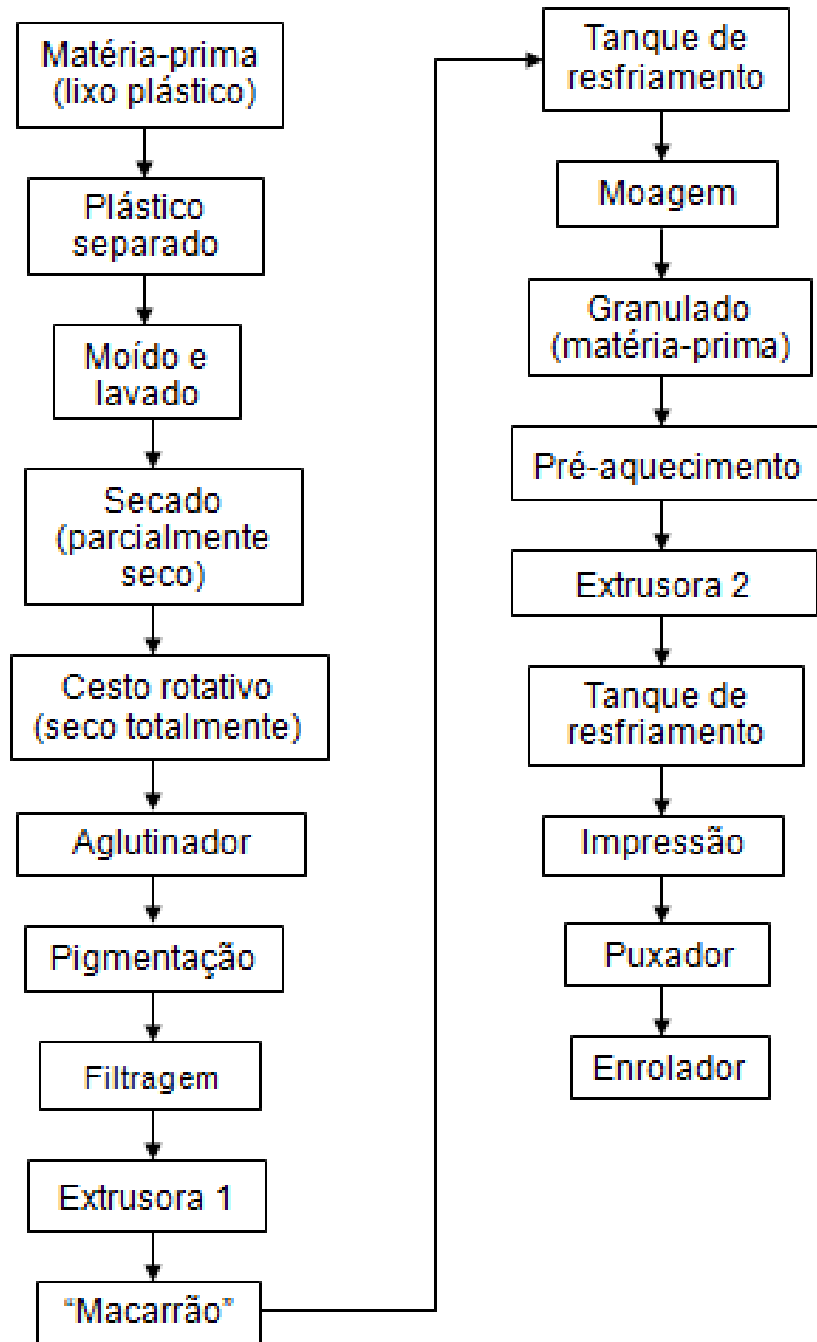 Matéria-prima
(lixo plástico)
Plástico
separado
Moído e
lavado
Secado
(parcialmente
seco)
Cesto rotativo
(seco totalmente)
Aglutinador
Pigmentação
Filtragem
Extrusora 1
“Macarrão”
Tanque de
resfriamento
Moagem
Granulado
(matéria-prima)
Pré-aquecimento
Extrusora 2
Tanque de
resfriamento
Impressão
Puxador
Enrolador